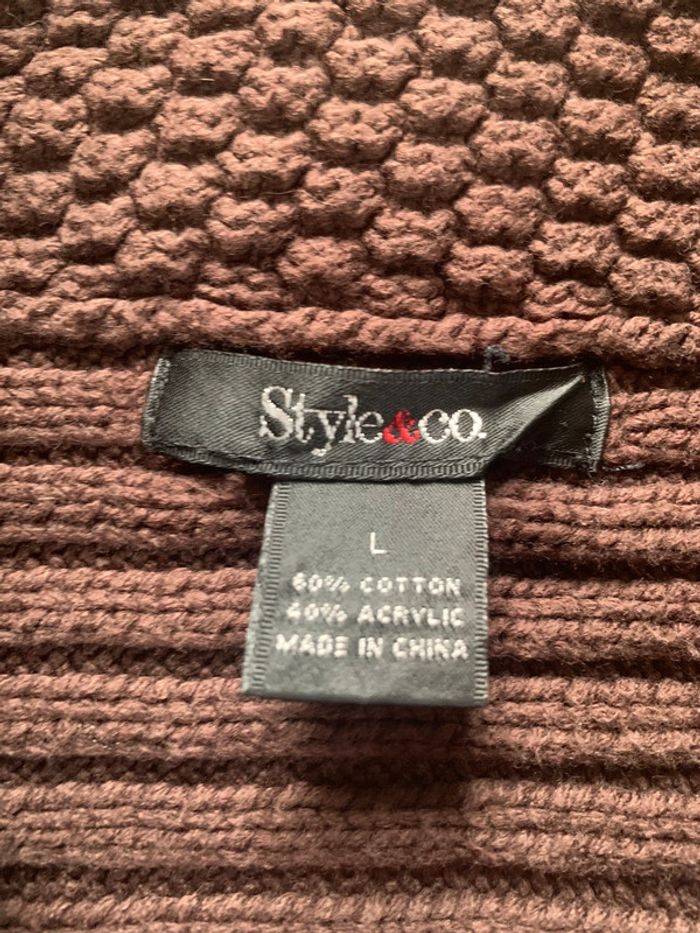 Style&co.
L
60% COTTON
40% ACRYLIC
MADE IN CHINA